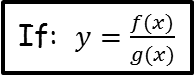 If: y = f(x)/g(x)